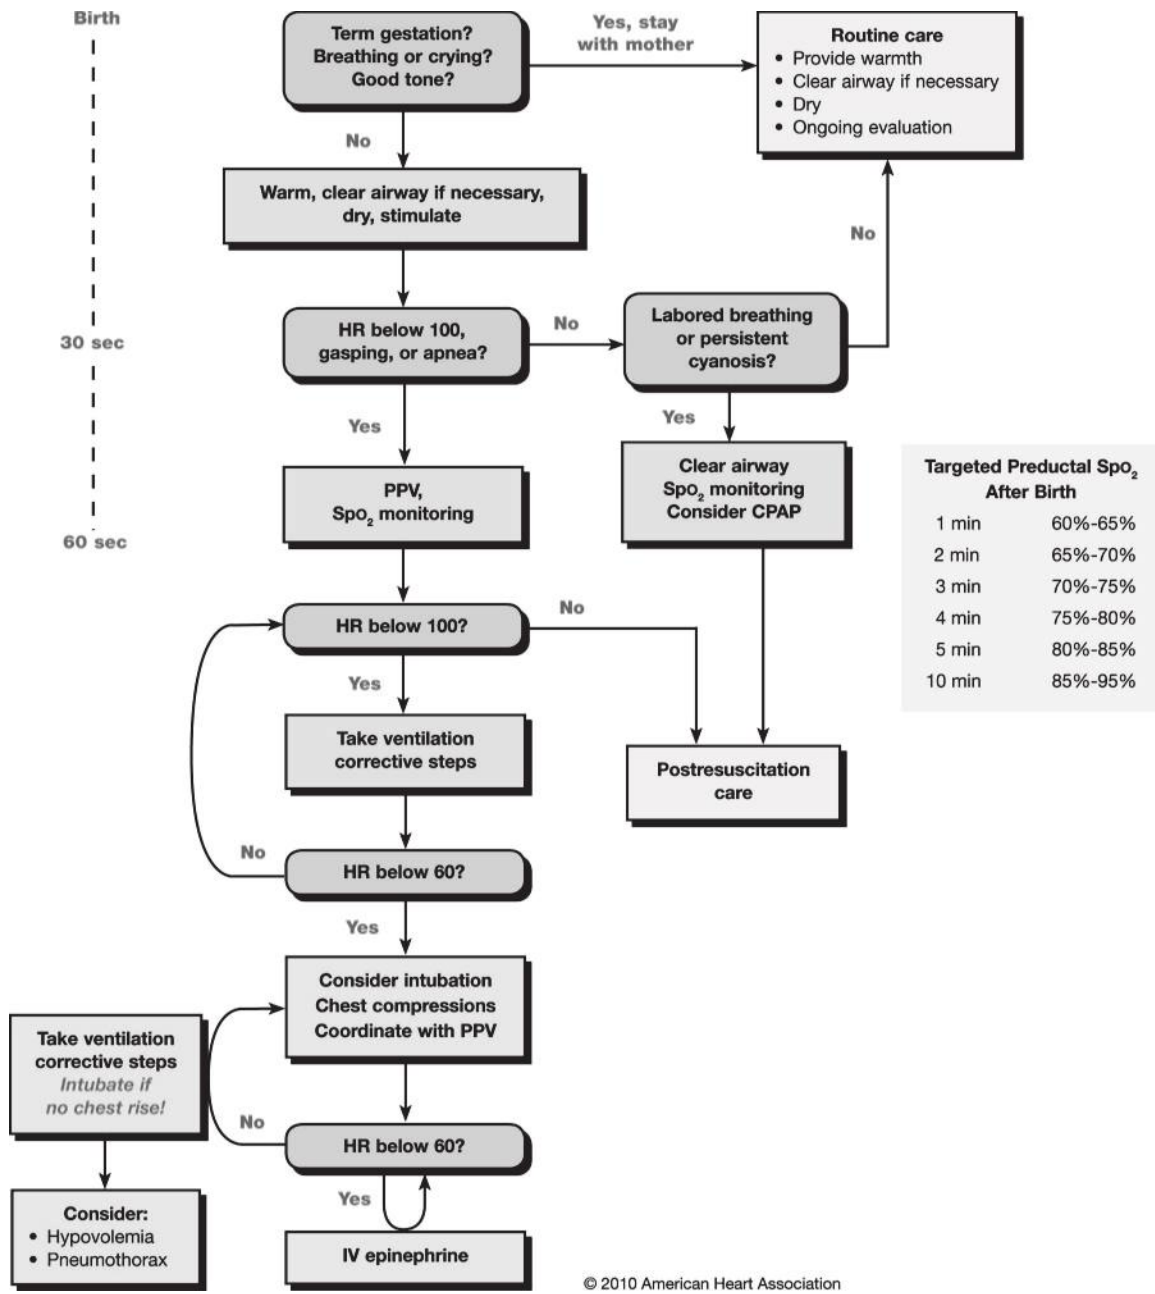 Birth
Term gestation?
Breathing or crying?
Good tone?
Yes, stay
with mother
Routine care
• Provide warmth
• Clear airway if necessary
• Dry
• Ongoing evaluation
No
Warm, clear airway if necessary,
dry, stimulate
No
30 sec
HR below 100,
gasping, or apnea?
No
Labored breathing
or persistent
cyanosis?
Yes
Yes
PPV,
SpO₂ monitoring
Clear airway
SpO₂ monitoring
Consider CPAP
60 sec
Targeted Preductal SpO₂
After Birth
1 min 60%-65%
2 min 65%-70%
3 min 70%-75%
4 min 75%-80%
5 min 80%-85%
10 min 85%-95%
HR below 100?
No
Yes
Take ventilation
corrective steps
Postresuscitation
care
No
HR below 60?
Yes
Consider intubation
Chest compressions
Coordinate with PPV
Take ventilation
corrective steps
Intubate if
no chest rise!
No
HR below 60?
Yes
Consider:
• Hypovolemia
• Pneumothorax
IV epinephrine
© 2010 American Heart Association